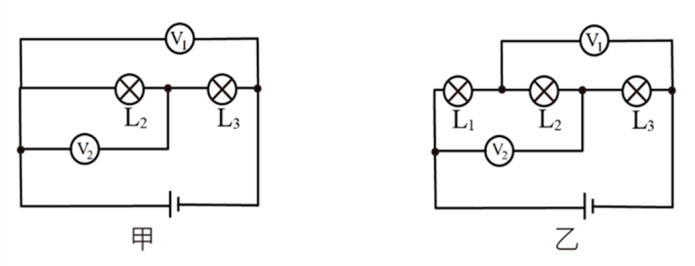 V₁ V₁
L₂ L₃ L₁ L₂ L₃
V₂ V₂
甲 乙